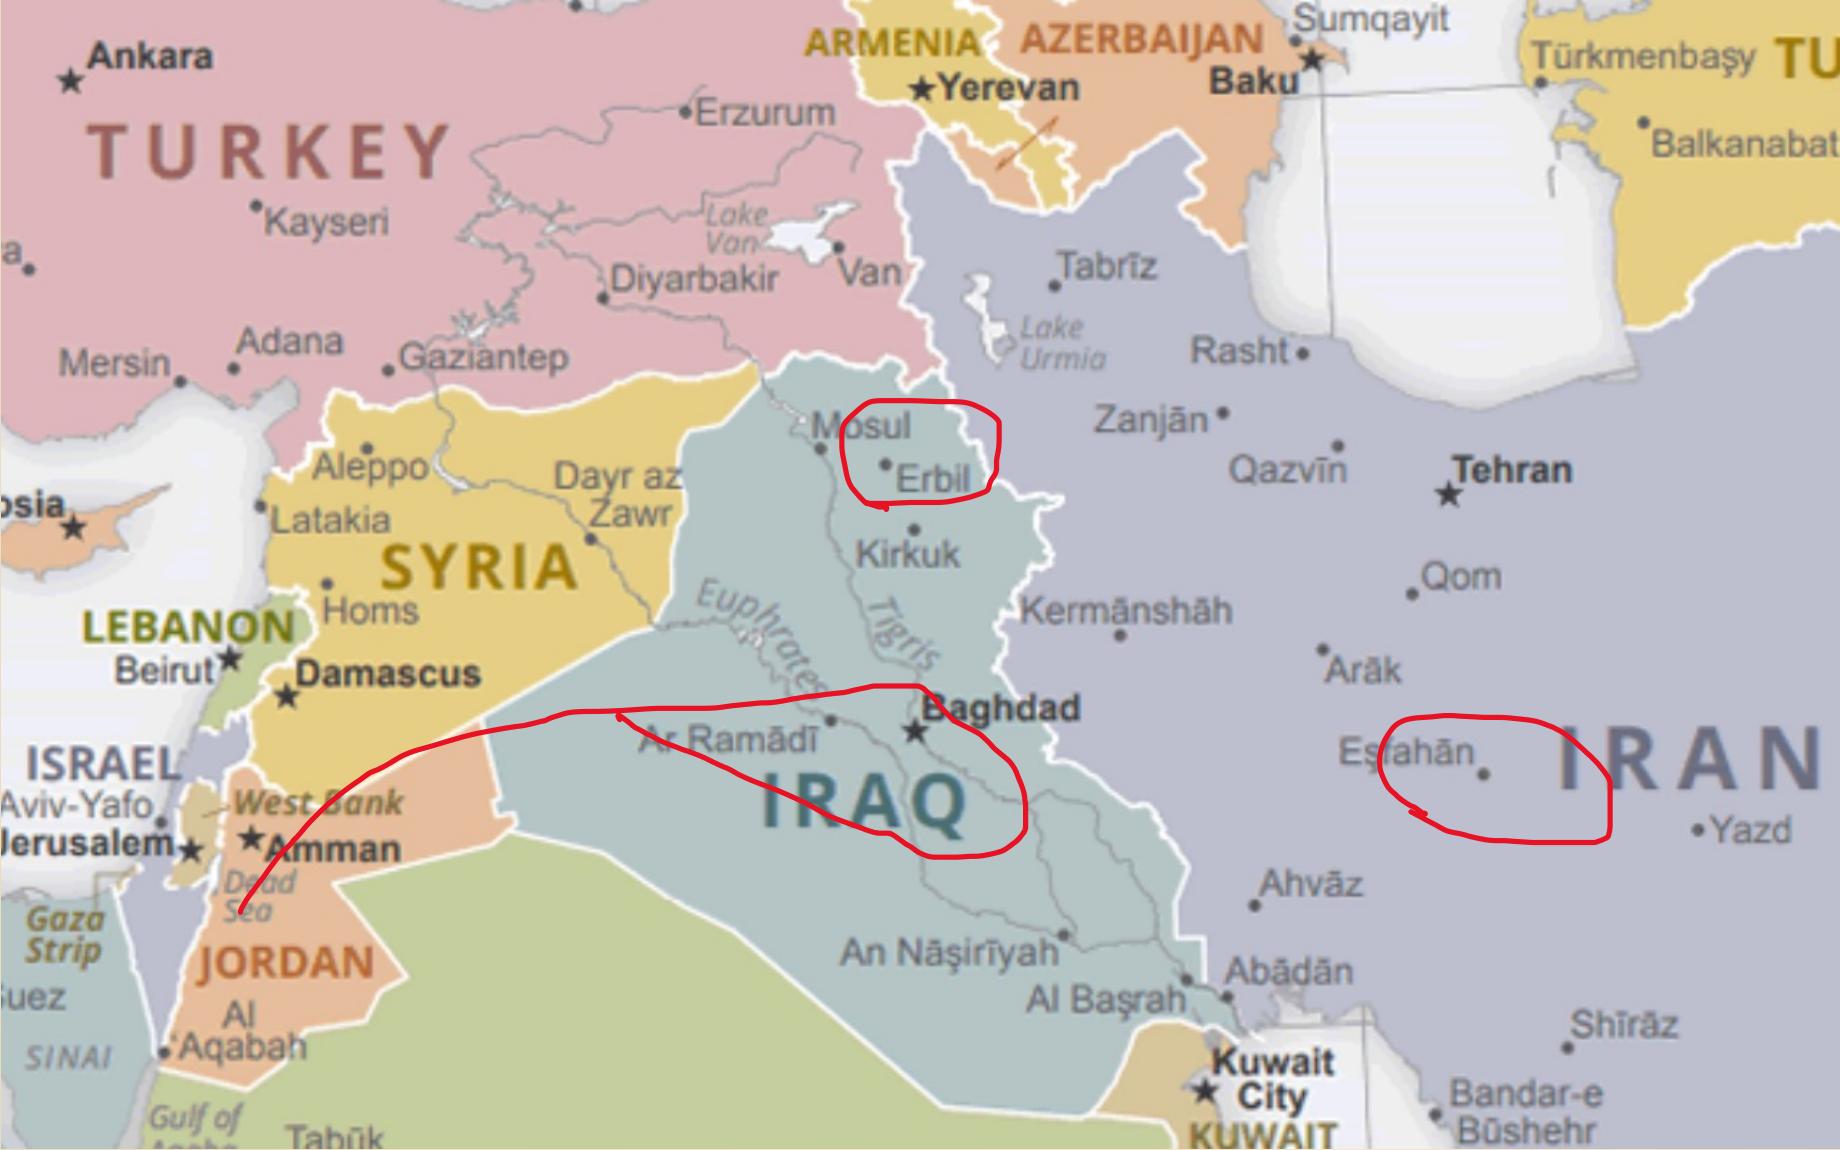 Sumqayit
ARMENIA
AZERBAIJAN
Ankara
Türkmenbaşy
TU
Baku
Yerevan
Erzurum
TURKEY
Balkanabat
Lake
Van
Kayseri
Van
Tabrīz
Diyarbakir
Lake
Urmia
Adana
Mersin
Gaziantep
Rasht
Mosul
Zanjān
Aleppo
Dayr az
Zawr
Erbil
Qazvīn
Tehran
osia
Latakia
SYRIA
Kirkuk
Qom
Homs
Euphrates
Tigris
Kermānshāh
LEBANON
Beirut
Damascus
Arāk
Baghdad
Ar Ramādī
Eşfahān
IRAN
ISRAEL
Aviv-Yafo
West Bank
IRAQ
Yazd
Jerusalem
Amman
Dead
Sea
Ahvāz
Gaza
Strip
JORDAN
An Nāşirīyah
Abādān
Suez
Al Başrah
Al
'Aqabah
Shīrāz
SINAI
Kuwait
City
KUWAIT
Bandar-e
Būshehr
Gulf of
Tabūk